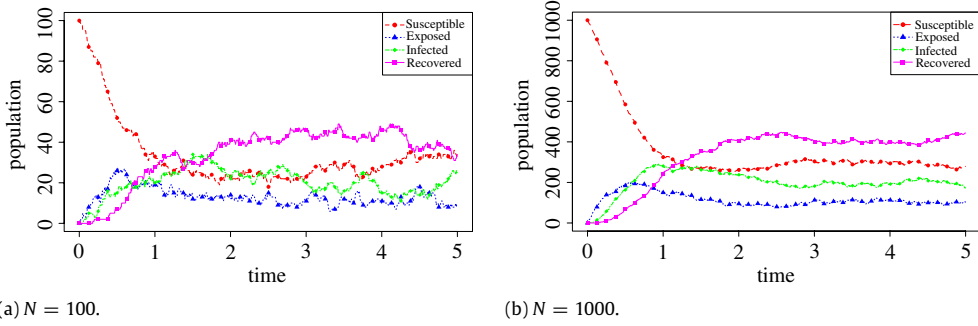 Susceptible
Exposed
Infected
Recovered
population
0 20 40 60 80 100
0 1 2 3 4 5
time
(a) N = 100.
Susceptible
Exposed
Infected
Recovered
population
0 200 400 600 800 1000
0 1 2 3 4 5
time
(b) N = 1000.